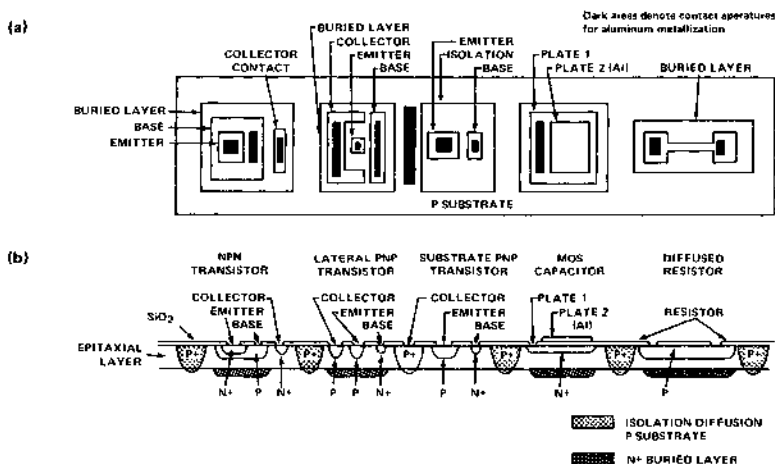 (a)
Dark areas denote contact aperatures
for aluminum metallization
BURIED LAYER
COLLECTOR
EMITTER
BASE
COLLECTOR
CONTACT
EMITTER
ISOLATION
BASE
PLATE 1
PLATE 2 (Al)
BURIED LAYER
BURIED LAYER
BASE
EMITTER
P SUBSTRATE
(b)
NPN
TRANSISTOR
LATERAL PNP
TRANSISTOR
SUBSTRATE PNP
TRANSISTOR
MOS
CAPACITOR
DIFFUSED
RESISTOR
COLLECTOR
EMITTER
BASE
COLLECTOR
EMITTER
BASE
COLLECTOR
EMITTER
BASE
PLATE 1
PLATE 2
(Al)
RESISTOR
SiO2
EPITAXIAL
LAYER
P+ P+ P+ P+ P+ P+
N+ P N+ P P N+ P N+ N+ P
ISOLATION DIFFUSION
P SUBSTRATE
N+ BURIED LAYER